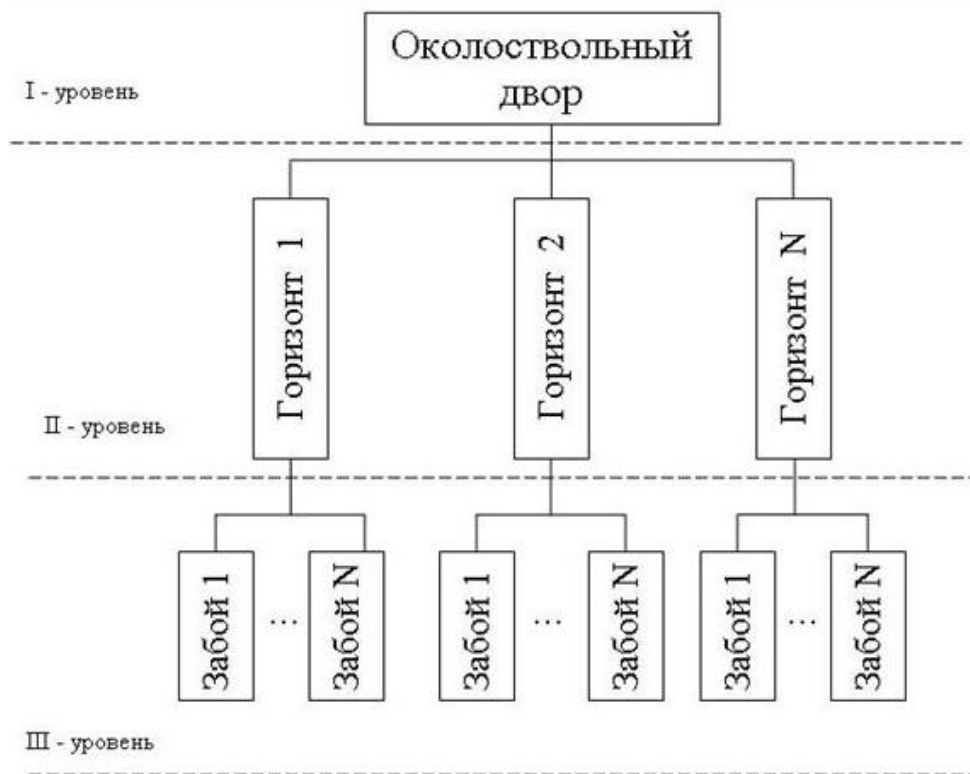 Околоствольный
двор
I - уровень
Горизонт 1
Горизонт 2
Горизонт N
II - уровень
Забой 1
...
Забой N
Забой 1
...
Забой N
Забой 1
...
Забой N
III - уровень